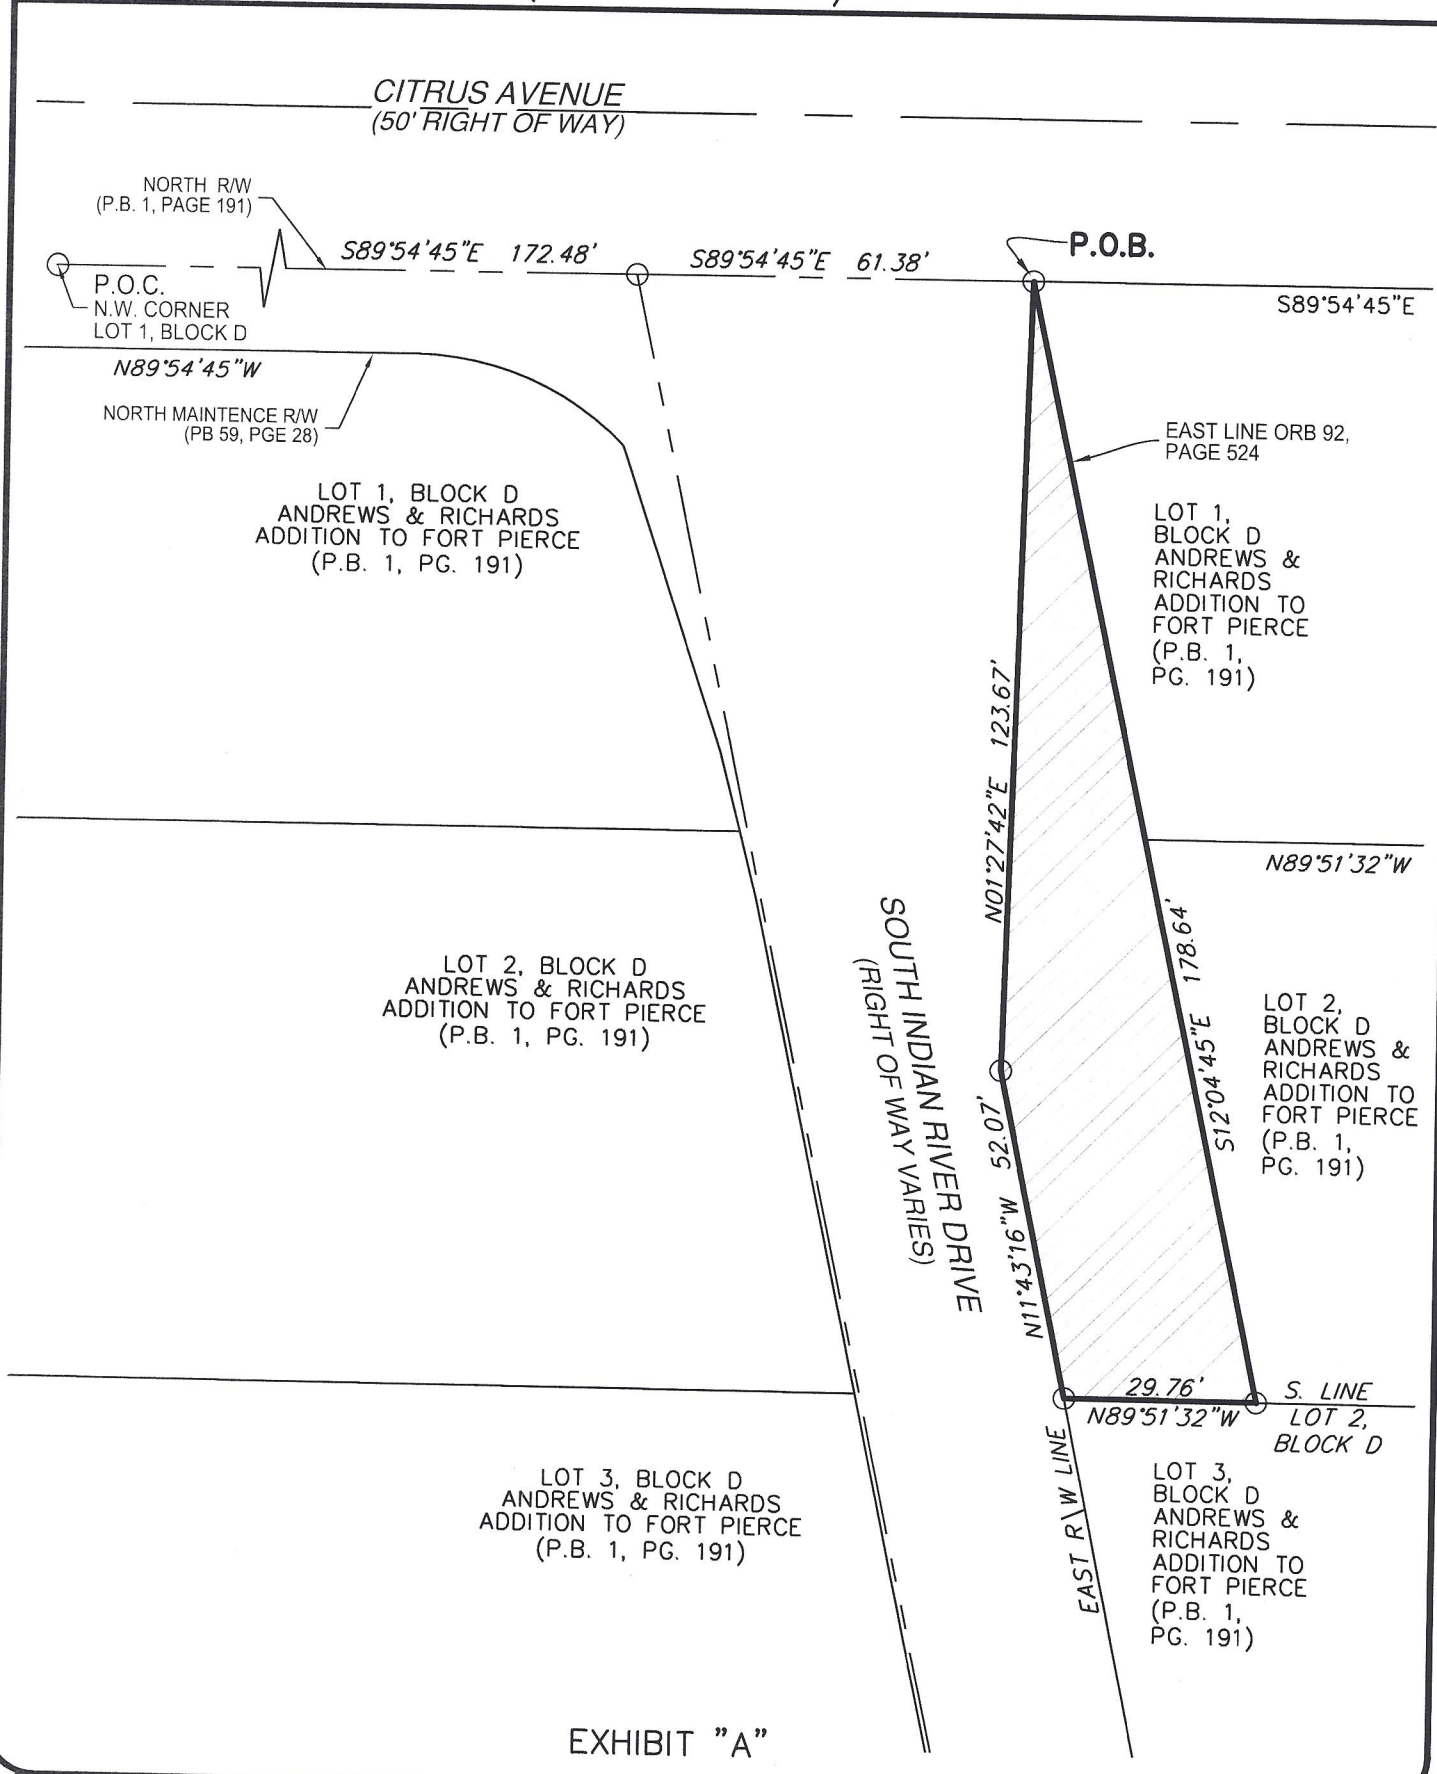 CITRUS AVENUE
(50' RIGHT OF WAY)
NORTH R/W
(P.B. 1, PAGE 191)
S89°54'45"E 172.48'
S89°54'45"E 61.38'
P.O.B.
P.O.C.
N.W. CORNER
LOT 1, BLOCK D
S89°54'45"E
N89°54'45"W
NORTH MAINTENCE R/W
(PB 59, PGE 28)
EAST LINE ORB 92,
PAGE 524
LOT 1, BLOCK D
ANDREWS & RICHARDS
ADDITION TO FORT PIERCE
(P.B. 1, PG. 191)
LOT 1,
BLOCK D
ANDREWS &
RICHARDS
ADDITION TO
FORT PIERCE
(P.B. 1,
PG. 191)
N01°27'42"E 123.67'
N89°51'32"W
SOUTH INDIAN RIVER DRIVE
(RIGHT OF WAY VARIES)
S12°04'45"E 178.64'
LOT 2, BLOCK D
ANDREWS & RICHARDS
ADDITION TO FORT PIERCE
(P.B. 1, PG. 191)
LOT 2,
BLOCK D
ANDREWS &
RICHARDS
ADDITION TO
FORT PIERCE
(P.B. 1,
PG. 191)
N11°43'16"W 52.07'
29.76'
N89°51'32"W
S. LINE
LOT 2,
BLOCK D
EAST R\W LINE
LOT 3, BLOCK D
ANDREWS & RICHARDS
ADDITION TO FORT PIERCE
(P.B. 1, PG. 191)
LOT 3,
BLOCK D
ANDREWS &
RICHARDS
ADDITION TO
FORT PIERCE
(P.B. 1,
PG. 191)
EXHIBIT "A"